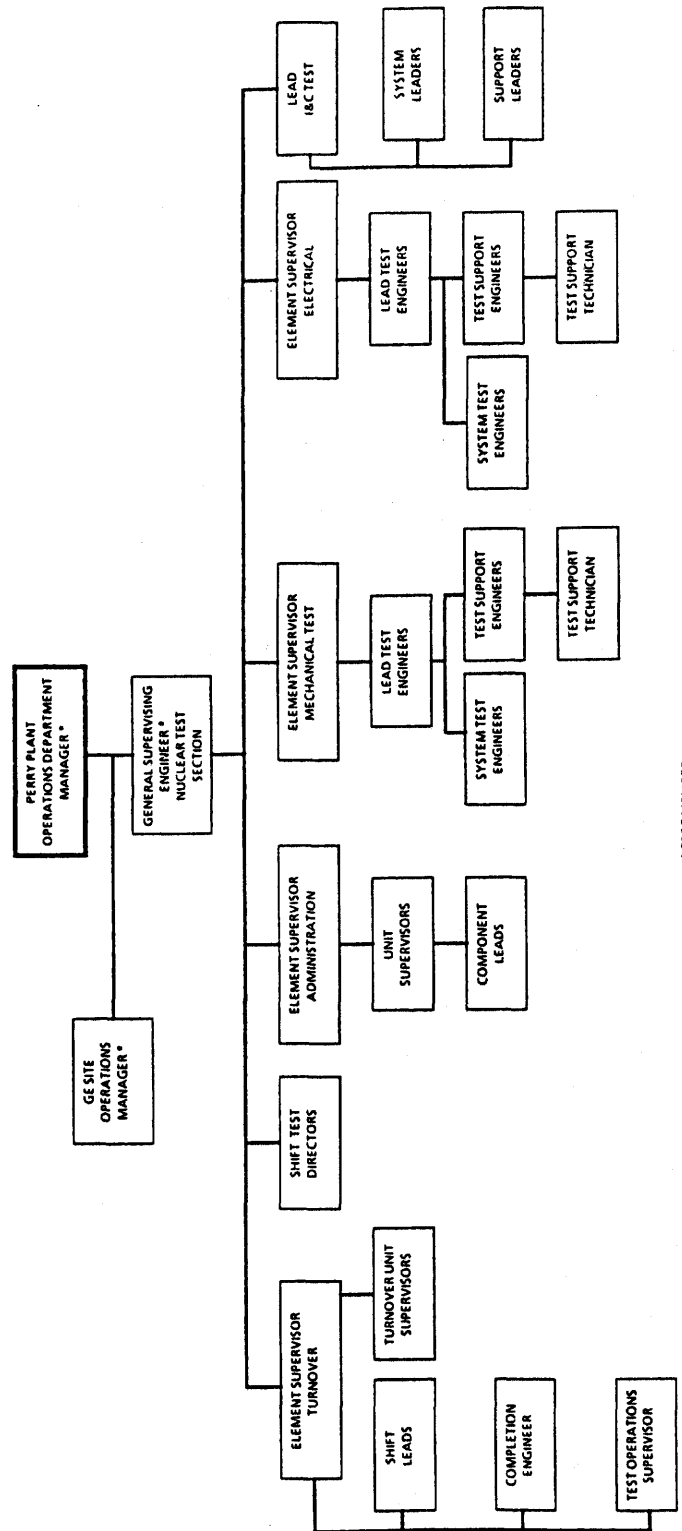 PERRY PLANT
OPERATIONS DEPARTMENT
MANAGER*
GE SITE
OPERATIONS
MANAGER*
GENERAL SUPERVISING
ENGINEER*
NUCLEAR TEST
SECTION
ELEMENT SUPERVISOR
TURNOVER
SHIFT TEST
DIRECTORS
ELEMENT SUPERVISOR
ADMINISTRATION
ELEMENT SUPERVISOR
MECHANICAL TEST
ELEMENT SUPERVISOR
ELECTRICAL
LEAD
I&C TEST
SHIFT
LEADS
TURNOVER UNIT
SUPERVISORS
UNIT
SUPERVISORS
LEAD TEST
ENGINEERS
LEAD TEST
ENGINEERS
SYSTEM
LEADERS
COMPLETION
ENGINEER
COMPONENT
LEADS
SYSTEM TEST
ENGINEERS
TEST SUPPORT
ENGINEERS
SYSTEM TEST
ENGINEERS
TEST SUPPORT
ENGINEERS
SUPPORT
LEADERS
TEST OPERATIONS
SUPERVISOR
TEST SUPPORT
TECHNICIAN
TEST SUPPORT
TECHNICIAN